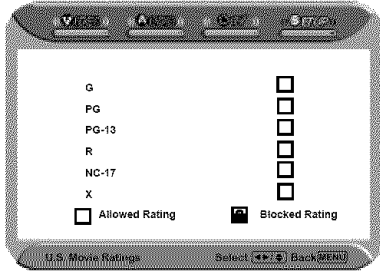 G
PG
PG-13
R
NC-17
X
Allowed Rating Blocked Rating
U.S. Movie Ratings Select Back MENU